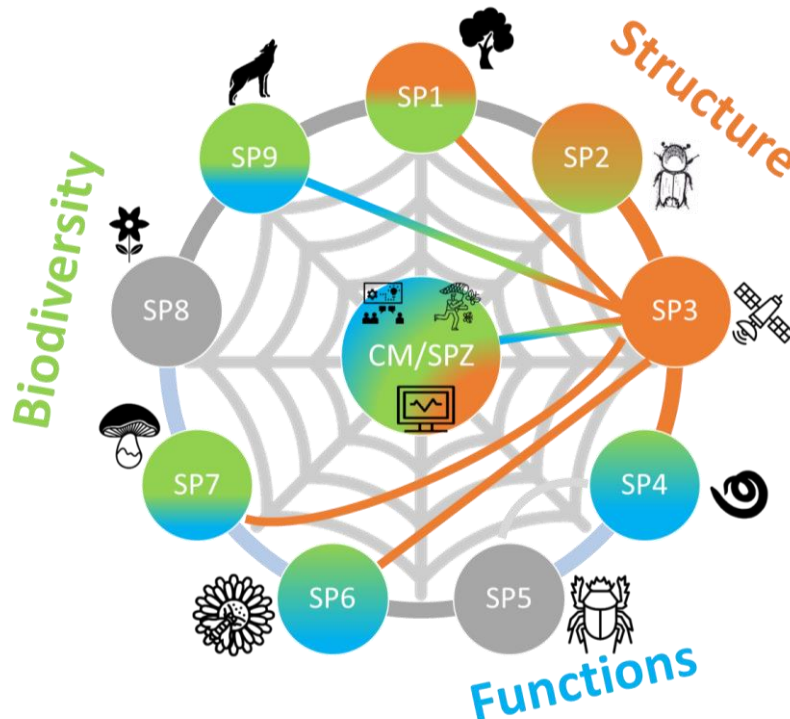 Structure
Biodiversity
Functions
SP1
SP2
SP3
SP4
SP5
SP6
SP7
SP8
SP9
CM/SPZ